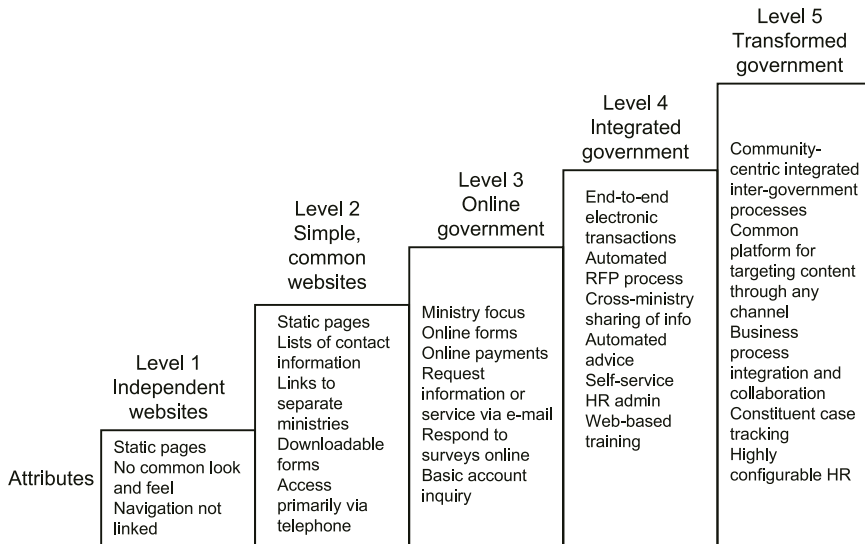 Attributes
Level 1
Independent
websites
Static pages
No common look
and feel
Navigation not
linked
Level 2
Simple,
common
websites
Static pages
Lists of contact
information
Links to
separate
ministries
Downloadable
forms
Access
primarily via
telephone
Level 3
Online
government
Ministry focus
Online forms
Online payments
Request
information or
service via e-mail
Respond to
surveys online
Basic account
inquiry
Level 4
Integrated
government
End-to-end
electronic
transactions
Automated
RFP process
Cross-ministry
sharing of info
Automated
advice
Self-service
HR admin
Web-based
training
Level 5
Transformed
government
Community-
centric integrated
inter-government
processes
Common
platform for
targeting content
through any
channel
Business
process
integration and
collaboration
Constituent case
tracking
Highly
configurable HR